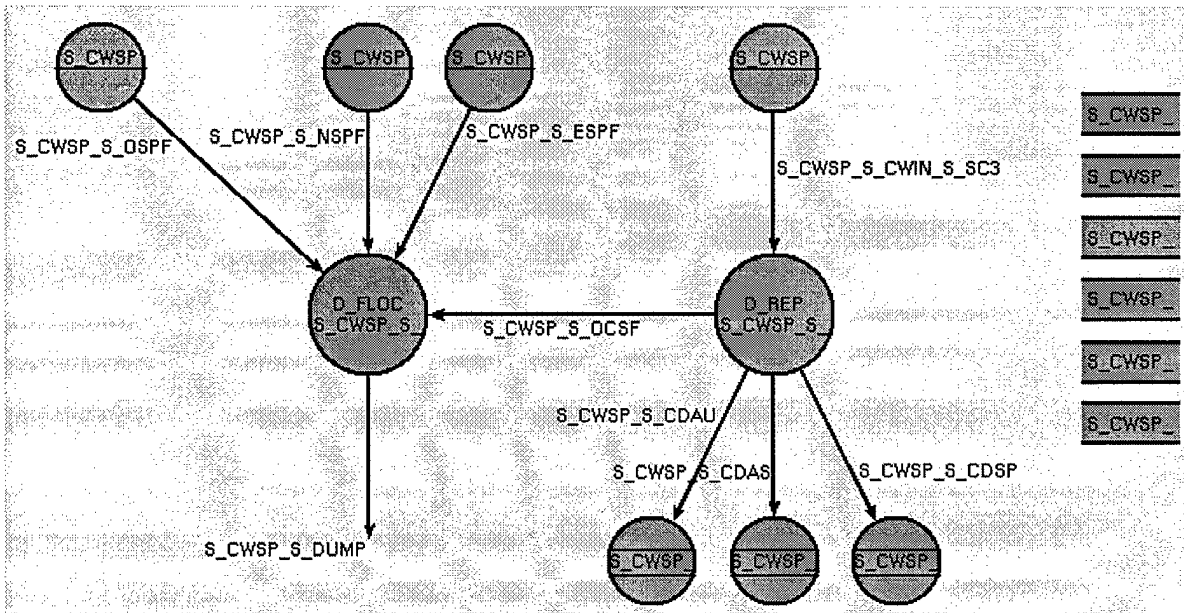 S_CWSP
S_CWSP
S_CWSP
S_CWSP
S_CWSP_S_OSPF
S_CWSP_S_NSPF
S_CWSP_S_ESPF
S_CWSP_S_CWIN_S_SC3
D_FLOC
S_CWSP_S_
D_REP
S_CWSP_S_
S_CWSP_S_OCSF
S_CWSP_S_CDAU
S_CWSP_S_CDAS
S_CWSP_S_CDSP
S_CWSP_S_DUMP
S_CWSP_
S_CWSP_
S_CWSP_
S_CWSP_
S_CWSP_
S_CWSP_
S_CWSP_
S_CWSP_
S_CWSP_